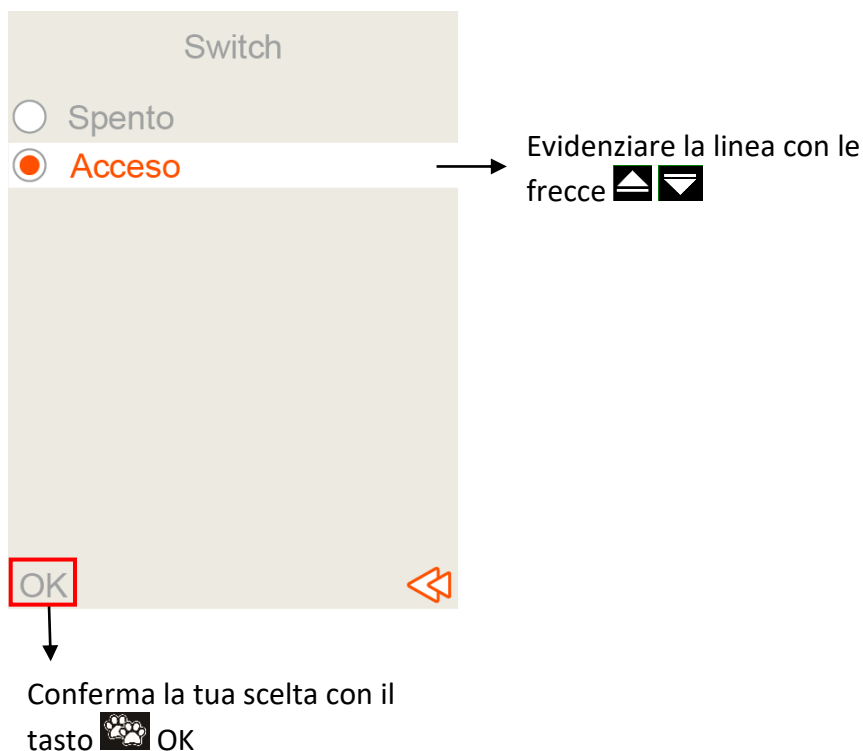 Switch
Spento
Acceso
Evidenziare la linea con le
frecce
OK
Conferma la tua scelta con il
tasto OK